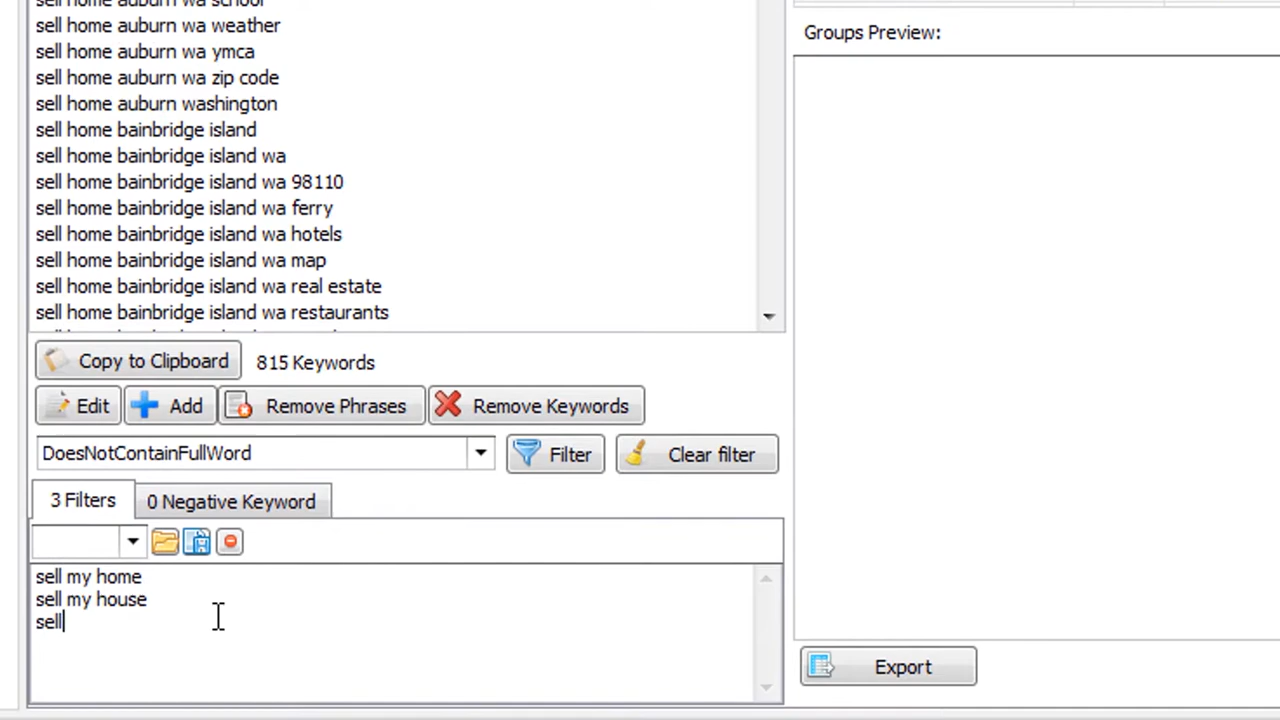 sell home auburn wa school
Groups Preview:
sell home auburn wa weather
sell home auburn wa ymca
sell home auburn wa zip code
sell home auburn washington
sell home bainbridge island
sell home bainbridge island wa
sell home bainbridge island wa 98110
sell home bainbridge island wa ferry
sell home bainbridge island wa hotels
sell home bainbridge island wa map
sell home bainbridge island wa real estate
sell home bainbridge island wa restaurants
Copy to Clipboard 815 Keywords
Edit Add Remove Phrases Remove Keywords
DoesNotContainFullWord Filter Clear filter
3 Filters 0 Negative Keyword
sell my home
sell my house
sell
Export